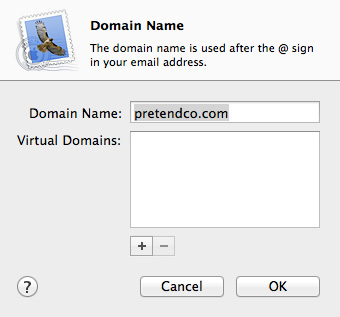 Domain Name
The domain name is used after the @ sign
in your email address.
Domain Name: pretendco.com
Virtual Domains:
+ −
? Cancel OK